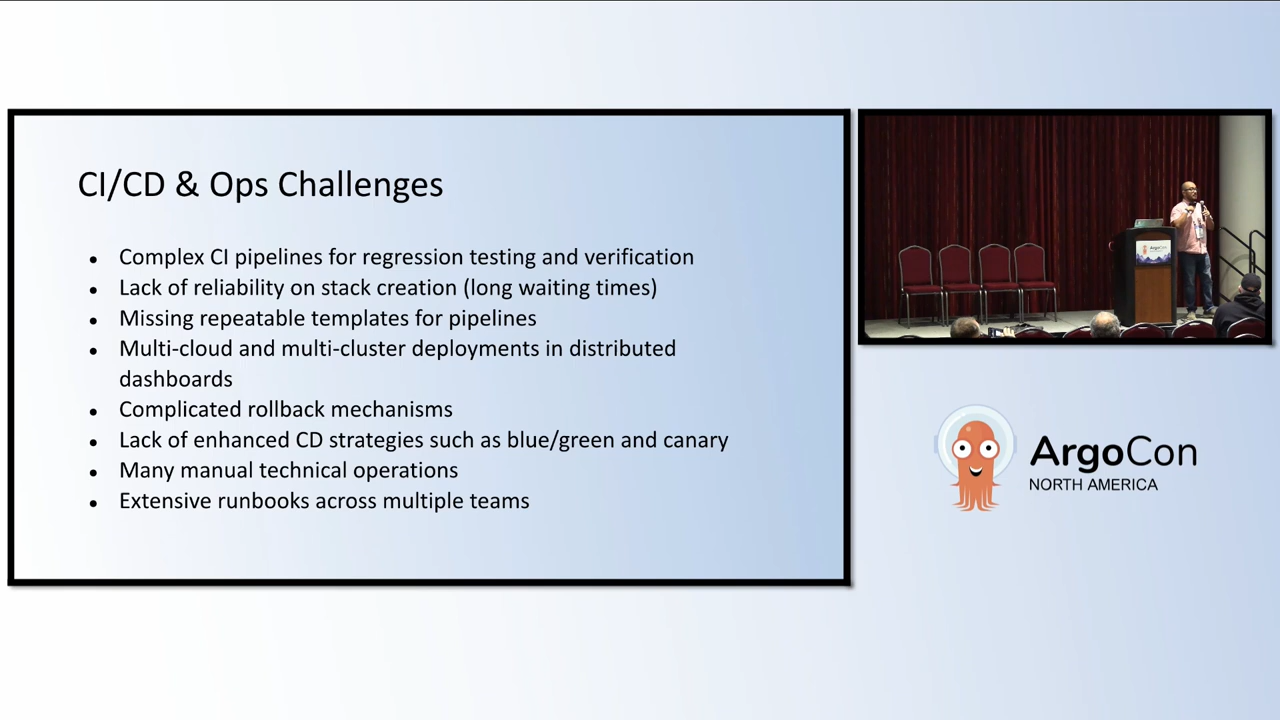 CI/CD & Ops Challenges
• Complex CI pipelines for regression testing and verification
• Lack of reliability on stack creation (long waiting times)
• Missing repeatable templates for pipelines
• Multi-cloud and multi-cluster deployments in distributed
dashboards
• Complicated rollback mechanisms
• Lack of enhanced CD strategies such as blue/green and canary
• Many manual technical operations
• Extensive runbooks across multiple teams
ArgoCon
ArgoCon
NORTH AMERICA